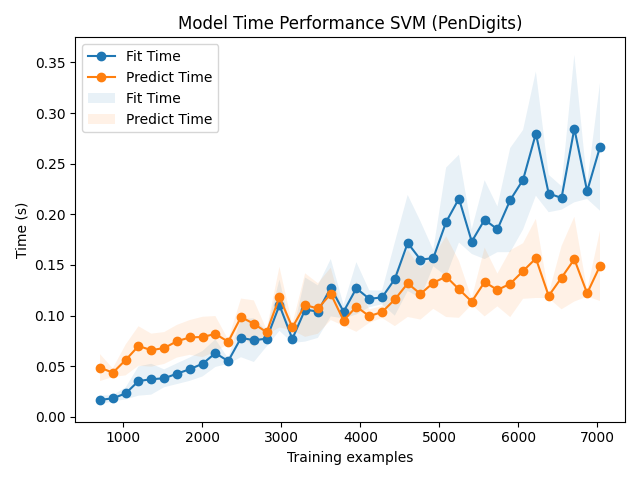 Model Time Performance SVM (PenDigits)
Fit Time
Predict Time
Fit Time
Predict Time
0.35
0.30
0.25
0.20
0.15
0.10
0.05
0.00
Time (s)
1000 2000 3000 4000 5000 6000 7000
Training examples